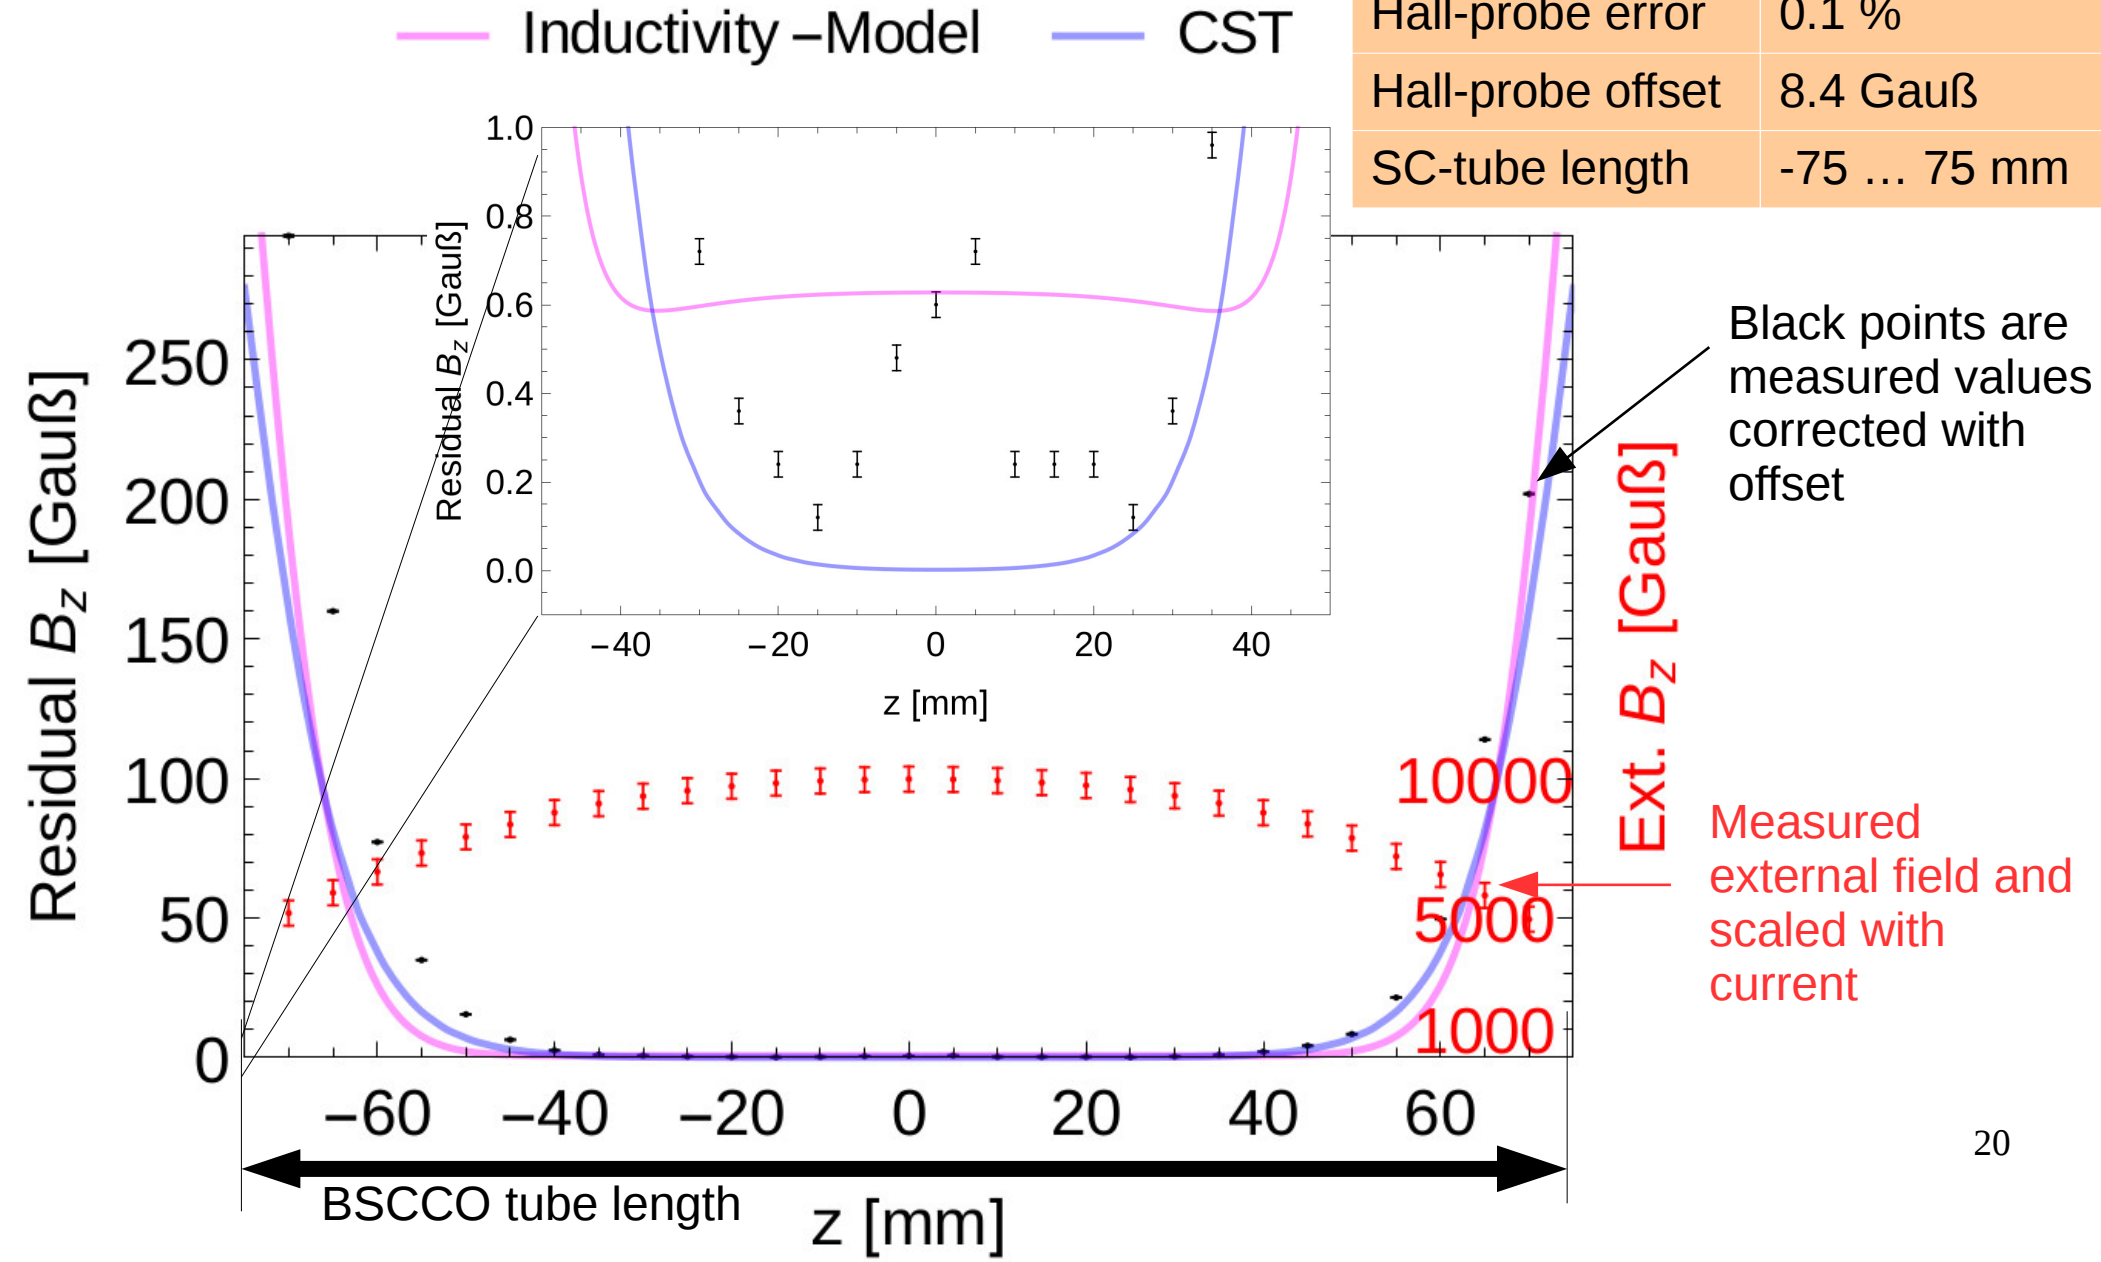 Inductivity –Model CST
Hall-probe error 0.1 %
Hall-probe offset 8.4 Gauß
SC-tube length -75 … 75 mm
1.0
0.8
0.6
0.4
0.2
0.0
Residual Bz [Gauß]
−40 −20 0 20 40
z [mm]
250
200
150
100
50
0
Residual Bz [Gauß]
10000
5000
1000
Ext. Bz [Gauß]
Black points are
measured values
corrected with
offset
Measured
external field and
scaled with
current
−60 −40 −20 0 20 40 60
BSCCO tube length
z [mm]
20